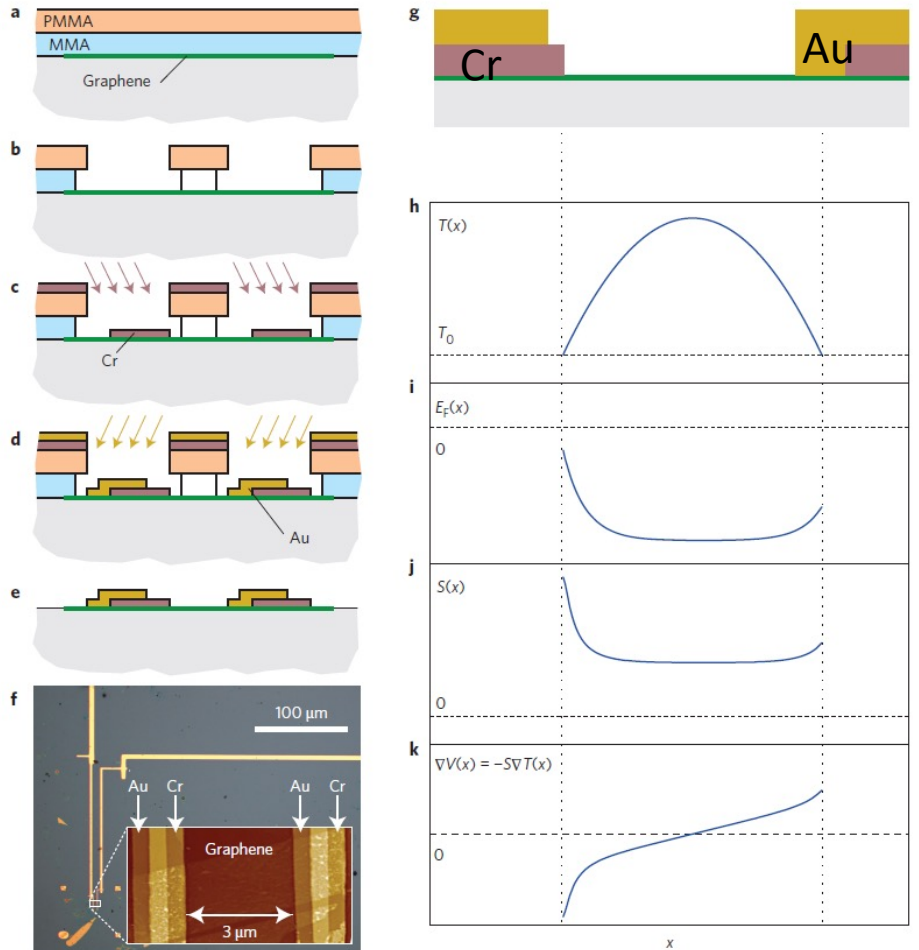 a
PMMA
MMA
Graphene
b
c
Cr
d
Au
e
f
100 μm
Au
Cr
Au
Cr
Graphene
3 μm
g
Cr
Au
h
T(x)
T₀
i
E_F(x)
0
j
S(x)
0
k
∇V(x) = −S∇T(x)
0
x